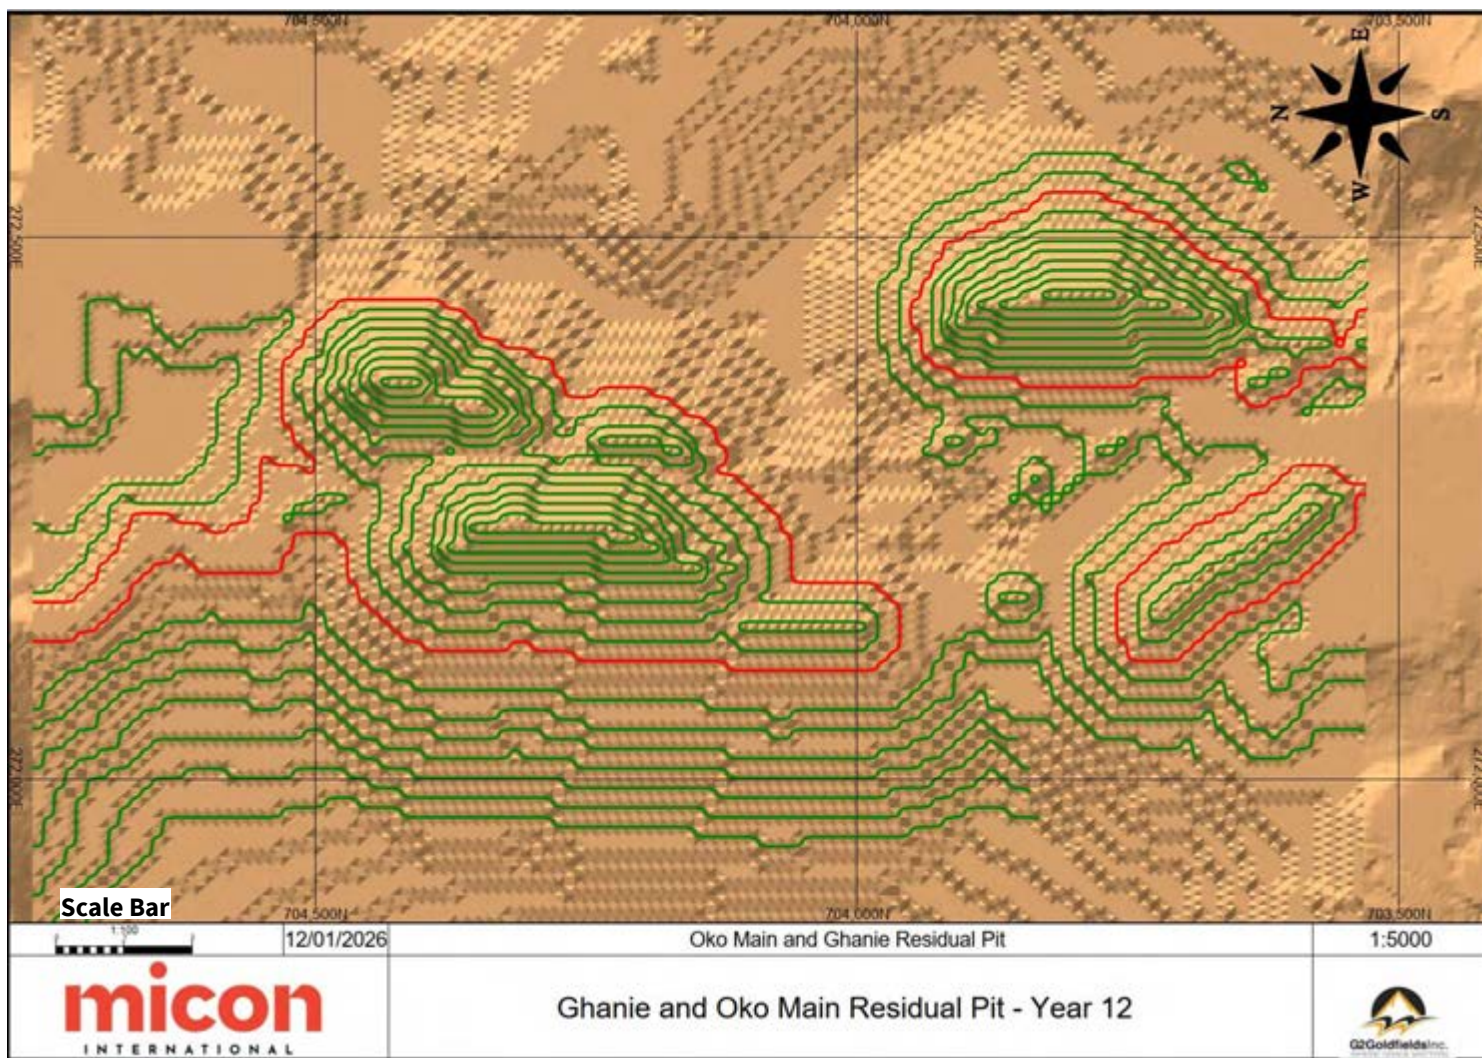 704,500N 704,000N 703,500N
E
N S
W
272,500E
272,000E
Scale Bar
704,500N 704,000N 703,500N
1:100
12/01/2026
Oko Main and Ghanie Residual Pit
1:5000
micon
INTERNATIONAL
Ghanie and Oko Main Residual Pit - Year 12
G2Goldfields Inc.